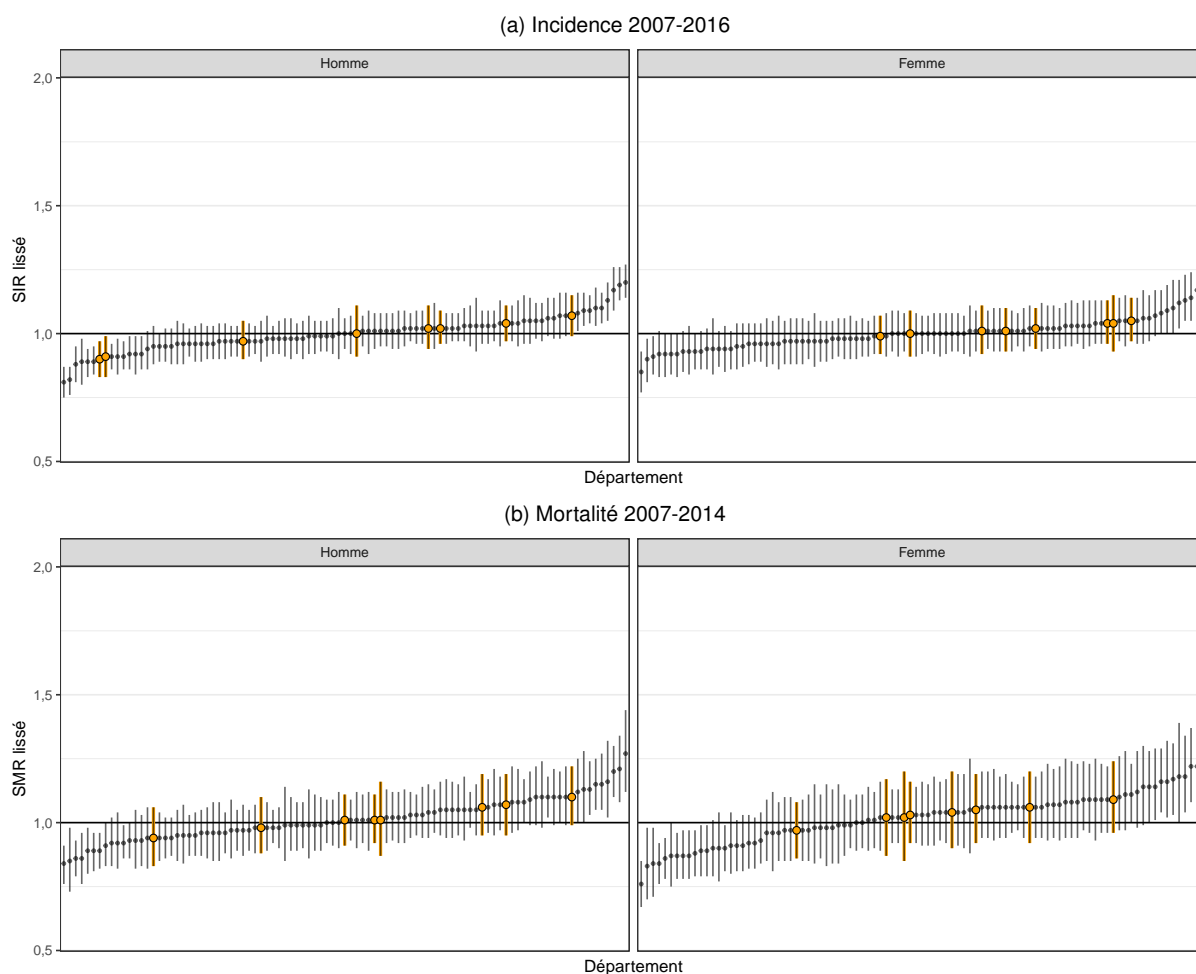 (a) Incidence 2007-2016
Homme
Femme
2,0
1,5
1,0
0,5
SIR lissé
Département
(b) Mortalité 2007-2014
Homme
Femme
2,0
1,5
1,0
0,5
SMR lissé
Département